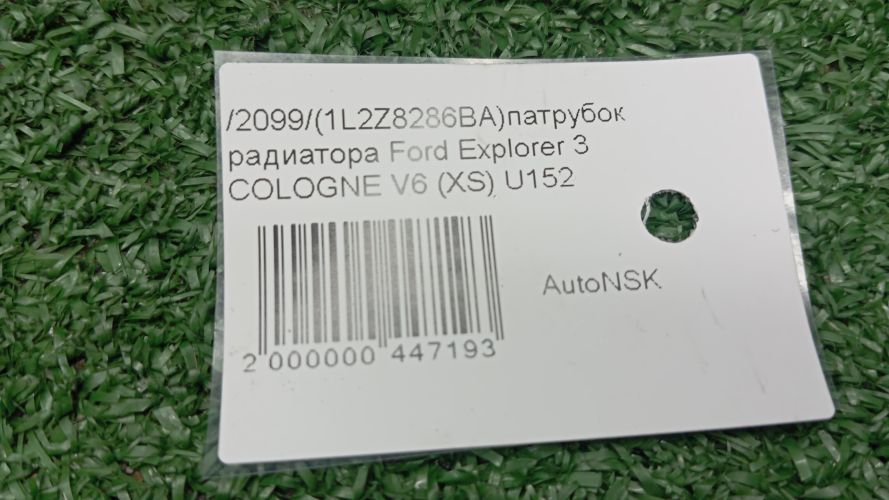 /2099/(1L2Z8286BA)патрубок
радиатора Ford Explorer 3
COLOGNE V6 (XS) U152
AutoNSK
2 000000 447193